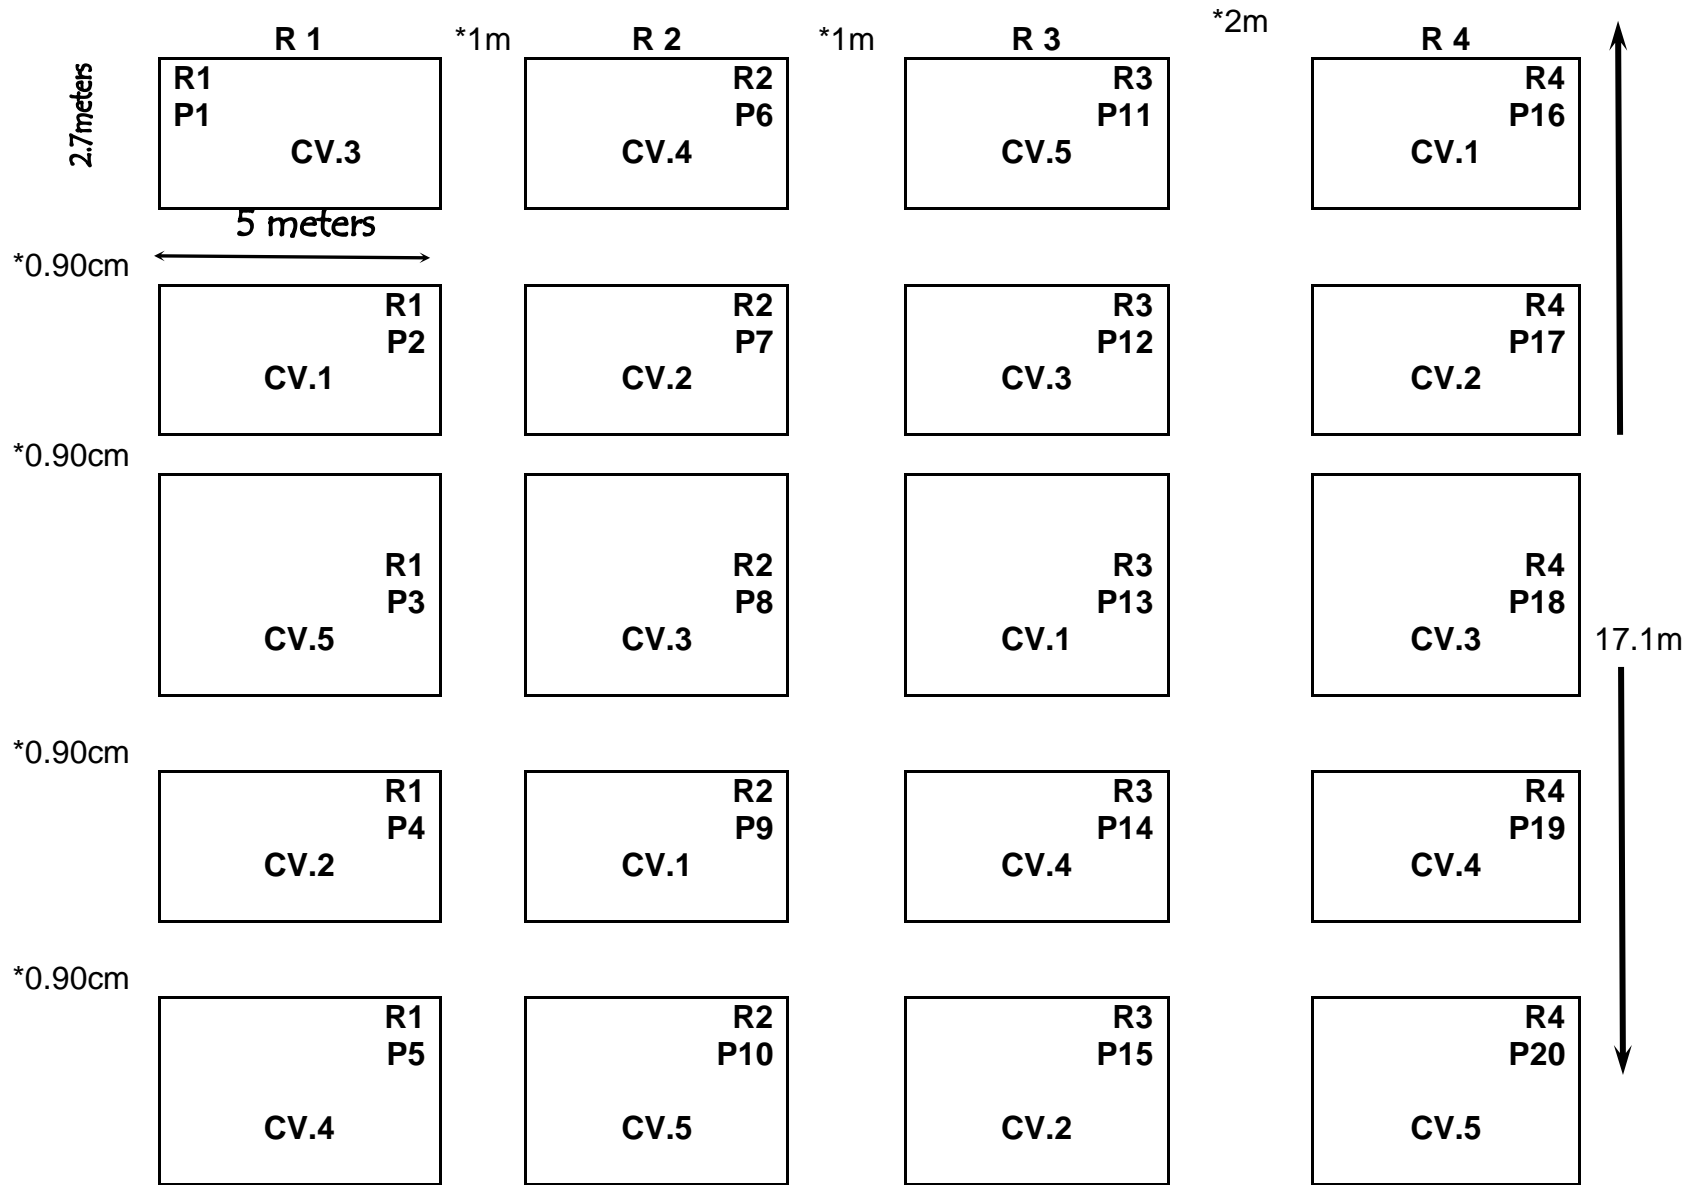 R 1 *1m R 2 *1m R 3 *2m R 4
2.7meters
R1 R2 R3 R4
P1 P6 P11 P16
CV.3 CV.4 CV.5 CV.1
5 meters
*0.90cm
R1 R2 R3 R4
P2 P7 P12 P17
CV.1 CV.2 CV.3 CV.2
*0.90cm
R1 R2 R3 R4
P3 P8 P13 P18
CV.5 CV.3 CV.1 CV.3 17.1m
*0.90cm
R1 R2 R3 R4
P4 P9 P14 P19
CV.2 CV.1 CV.4 CV.4
*0.90cm
R1 R2 R3 R4
P5 P10 P15 P20
CV.4 CV.5 CV.2 CV.5